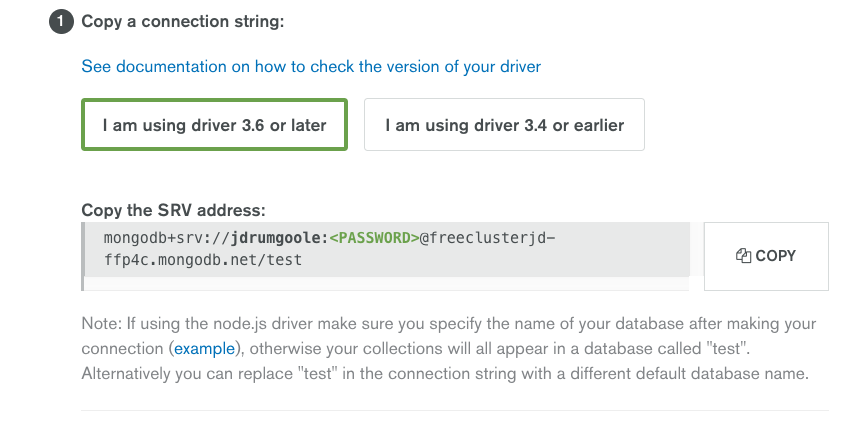 1 Copy a connection string:
See documentation on how to check the version of your driver
I am using driver 3.6 or later
I am using driver 3.4 or earlier
Copy the SRV address:
mongodb+srv://jdrumgoole:<PASSWORD>@freeclusterjd-
ffp4c.mongodb.net/test
COPY
Note: If using the node.js driver make sure you specify the name of your database after making your
connection (example), otherwise your collections will all appear in a database called "test".
Alternatively you can replace "test" in the connection string with a different default database name.